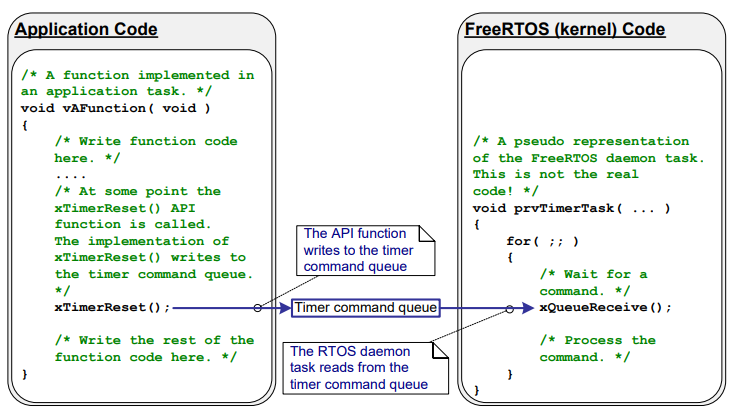 Application Code
/* A function implemented in
an application task. */
void vAFunction( void )
{
/* Write function code
here. */
....
/* At some point the
xTimerReset() API
function is called.
The implementation of
xTimerReset() writes to
the timer command queue.
*/
xTimerReset();
/* Write the rest of the
function code here. */
}
The API function
writes to the timer
command queue
Timer command queue
The RTOS daemon
task reads from the
timer command queue
FreeRTOS (kernel) Code
/* A pseudo representation
of the FreeRTOS daemon task.
This is not the real
code! */
void prvTimerTask( ... )
{
for( ;; )
{
/* Wait for a
command. */
xQueueReceive();
/* Process the
command. */
}
}